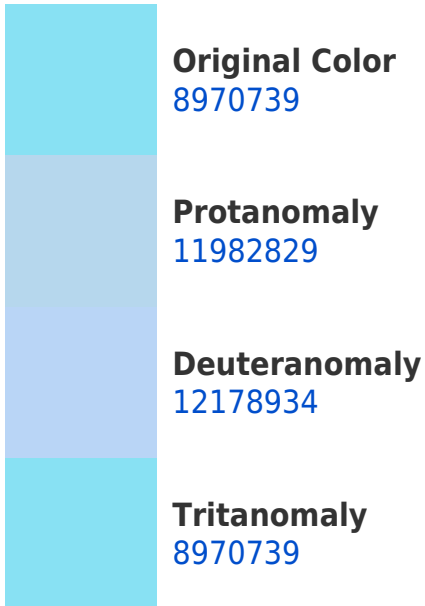 Original Color
8970739
Protanomaly
11982829
Deuteranomaly
12178934
Tritanomaly
8970739